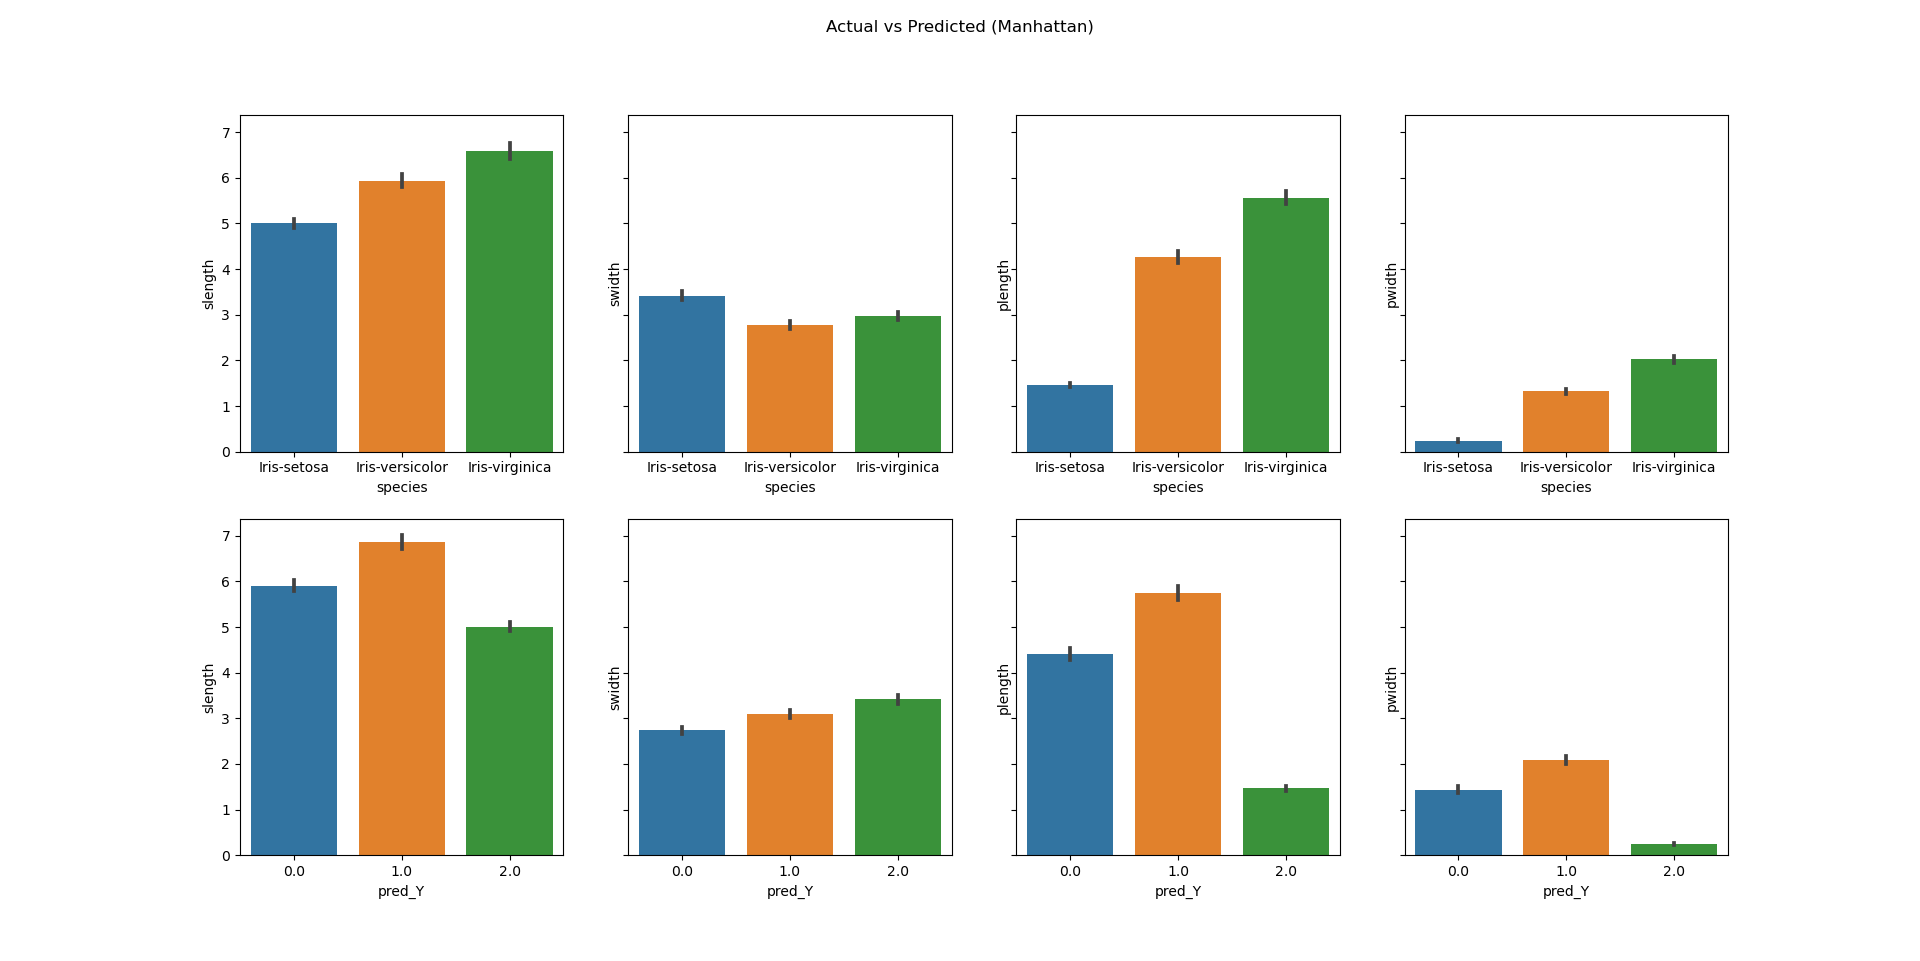 Actual vs Predicted (Manhattan)
7
6
5
4
3
2
1
0
slength
Iris-setosa Iris-versicolor Iris-virginica
species
swidth
Iris-setosa Iris-versicolor Iris-virginica
species
plength
Iris-setosa Iris-versicolor Iris-virginica
species
pwidth
Iris-setosa Iris-versicolor Iris-virginica
species
7
6
5
4
3
2
1
0
slength
0.0 1.0 2.0
pred_Y
swidth
0.0 1.0 2.0
pred_Y
plength
0.0 1.0 2.0
pred_Y
pwidth
0.0 1.0 2.0
pred_Y